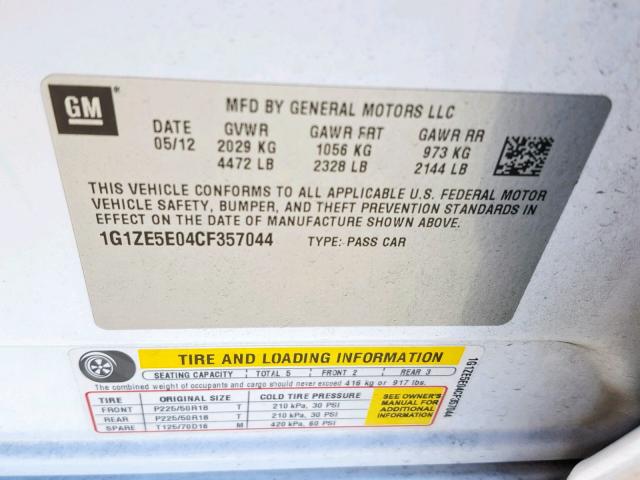 GM
MFD BY GENERAL MOTORS LLC
DATE GVWR GAWR FRT GAWR RR
05/12 2029 KG 1056 KG 973 KG
4472 LB 2328 LB 2144 LB
THIS VEHICLE CONFORMS TO ALL APPLICABLE U.S. FEDERAL MOTOR
VEHICLE SAFETY, BUMPER, AND THEFT PREVENTION STANDARDS IN
EFFECT ON THE DATE OF MANUFACTURE SHOWN ABOVE.
1G1ZE5E04CF357044 TYPE: PASS CAR
TIRE AND LOADING INFORMATION
SEATING CAPACITY TOTAL 5 FRONT 2 REAR 3
The combined weight of occupants and cargo should never exceed 416 kg or 917 lbs.
TIRE ORIGINAL SIZE COLD TIRE PRESSURE
FRONT P225/50R18 T 210 kPa, 30 PSI
REAR P225/50R18 T 210 kPa, 30 PSI
SPARE T125/70D16 M 420 kPa, 60 PSI
SEE OWNER'S
MANUAL FOR
ADDITIONAL
INFORMATION
1G1ZE5E04CF357044